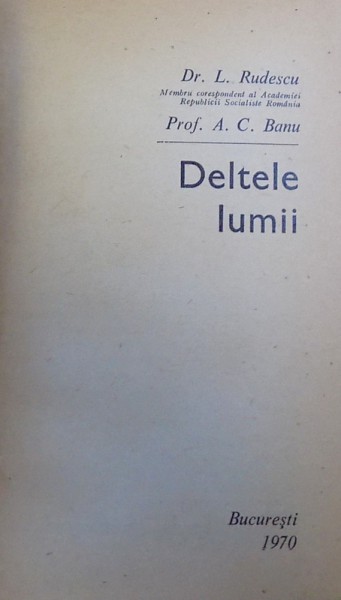 Dr. L. Rudescu
Membru corespondent al Academiei
Republicii Socialiste România
Prof. A. C. Banu
Deltele
lumii
București
1970